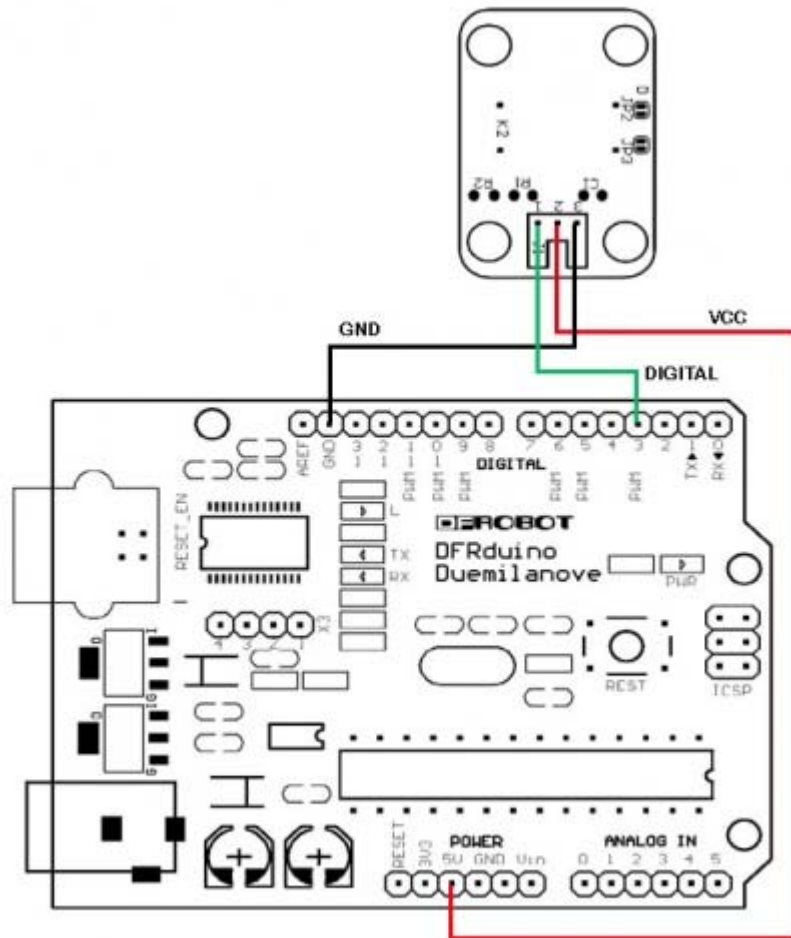 D
JP2
K2
JP3
R2 R1 C1
1 2 3
J1
GND
VCC
DIGITAL
AREF GND 13 12 11 10 9 8 7 6 5 4 3 2 1 0
PWM PWM PWM DIGITAL PWM PWM PWM TX RX
RESET_EN
L
TX
RX
DFROBOT
DFRduino
Duemilanove
PWR
X3
4 3 2 1
REST
ICSP
O I
IG
O
G
POWER
ANALOG IN
RESET 3V3 5V GND Vin 0 1 2 3 4 5